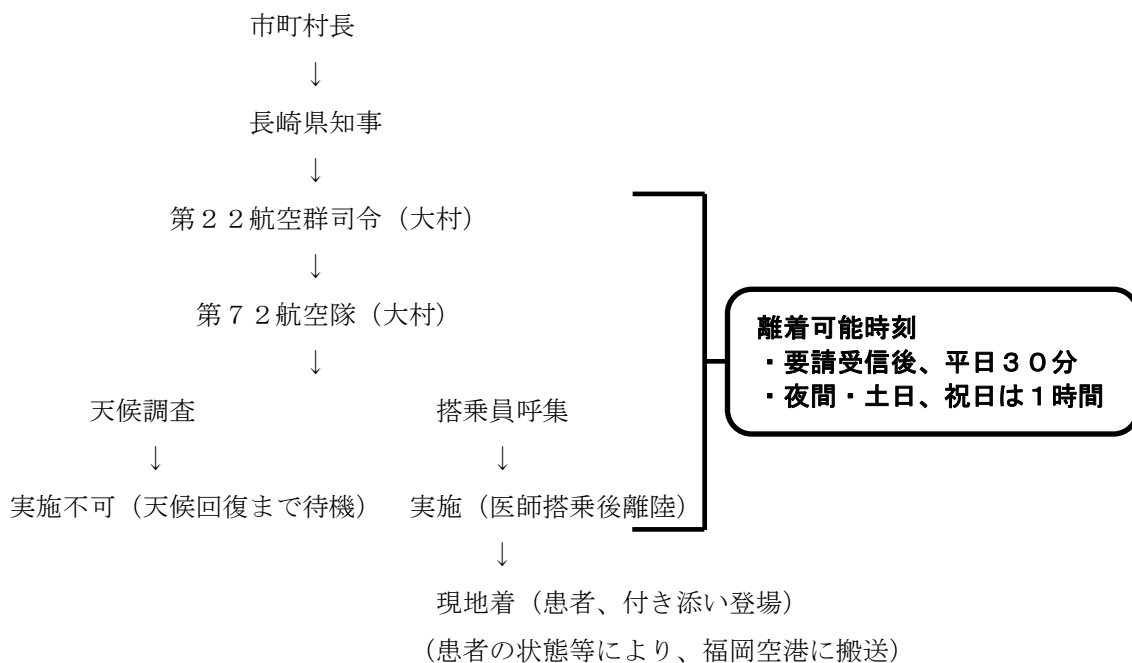 市町村長
↓
長崎県知事
↓
第２２航空群司令（大村）
↓
第７２航空隊（大村）
↓
天候調査　搭乗員呼集
↓　↓
実施不可（天候回復まで待機）　実施（医師搭乗後離陸）
↓
現地着（患者、付き添い登場）
（患者の状態等により、福岡空港に搬送）
離着可能時刻
・要請受信後、平日３０分
・夜間・土日、祝日は１時間